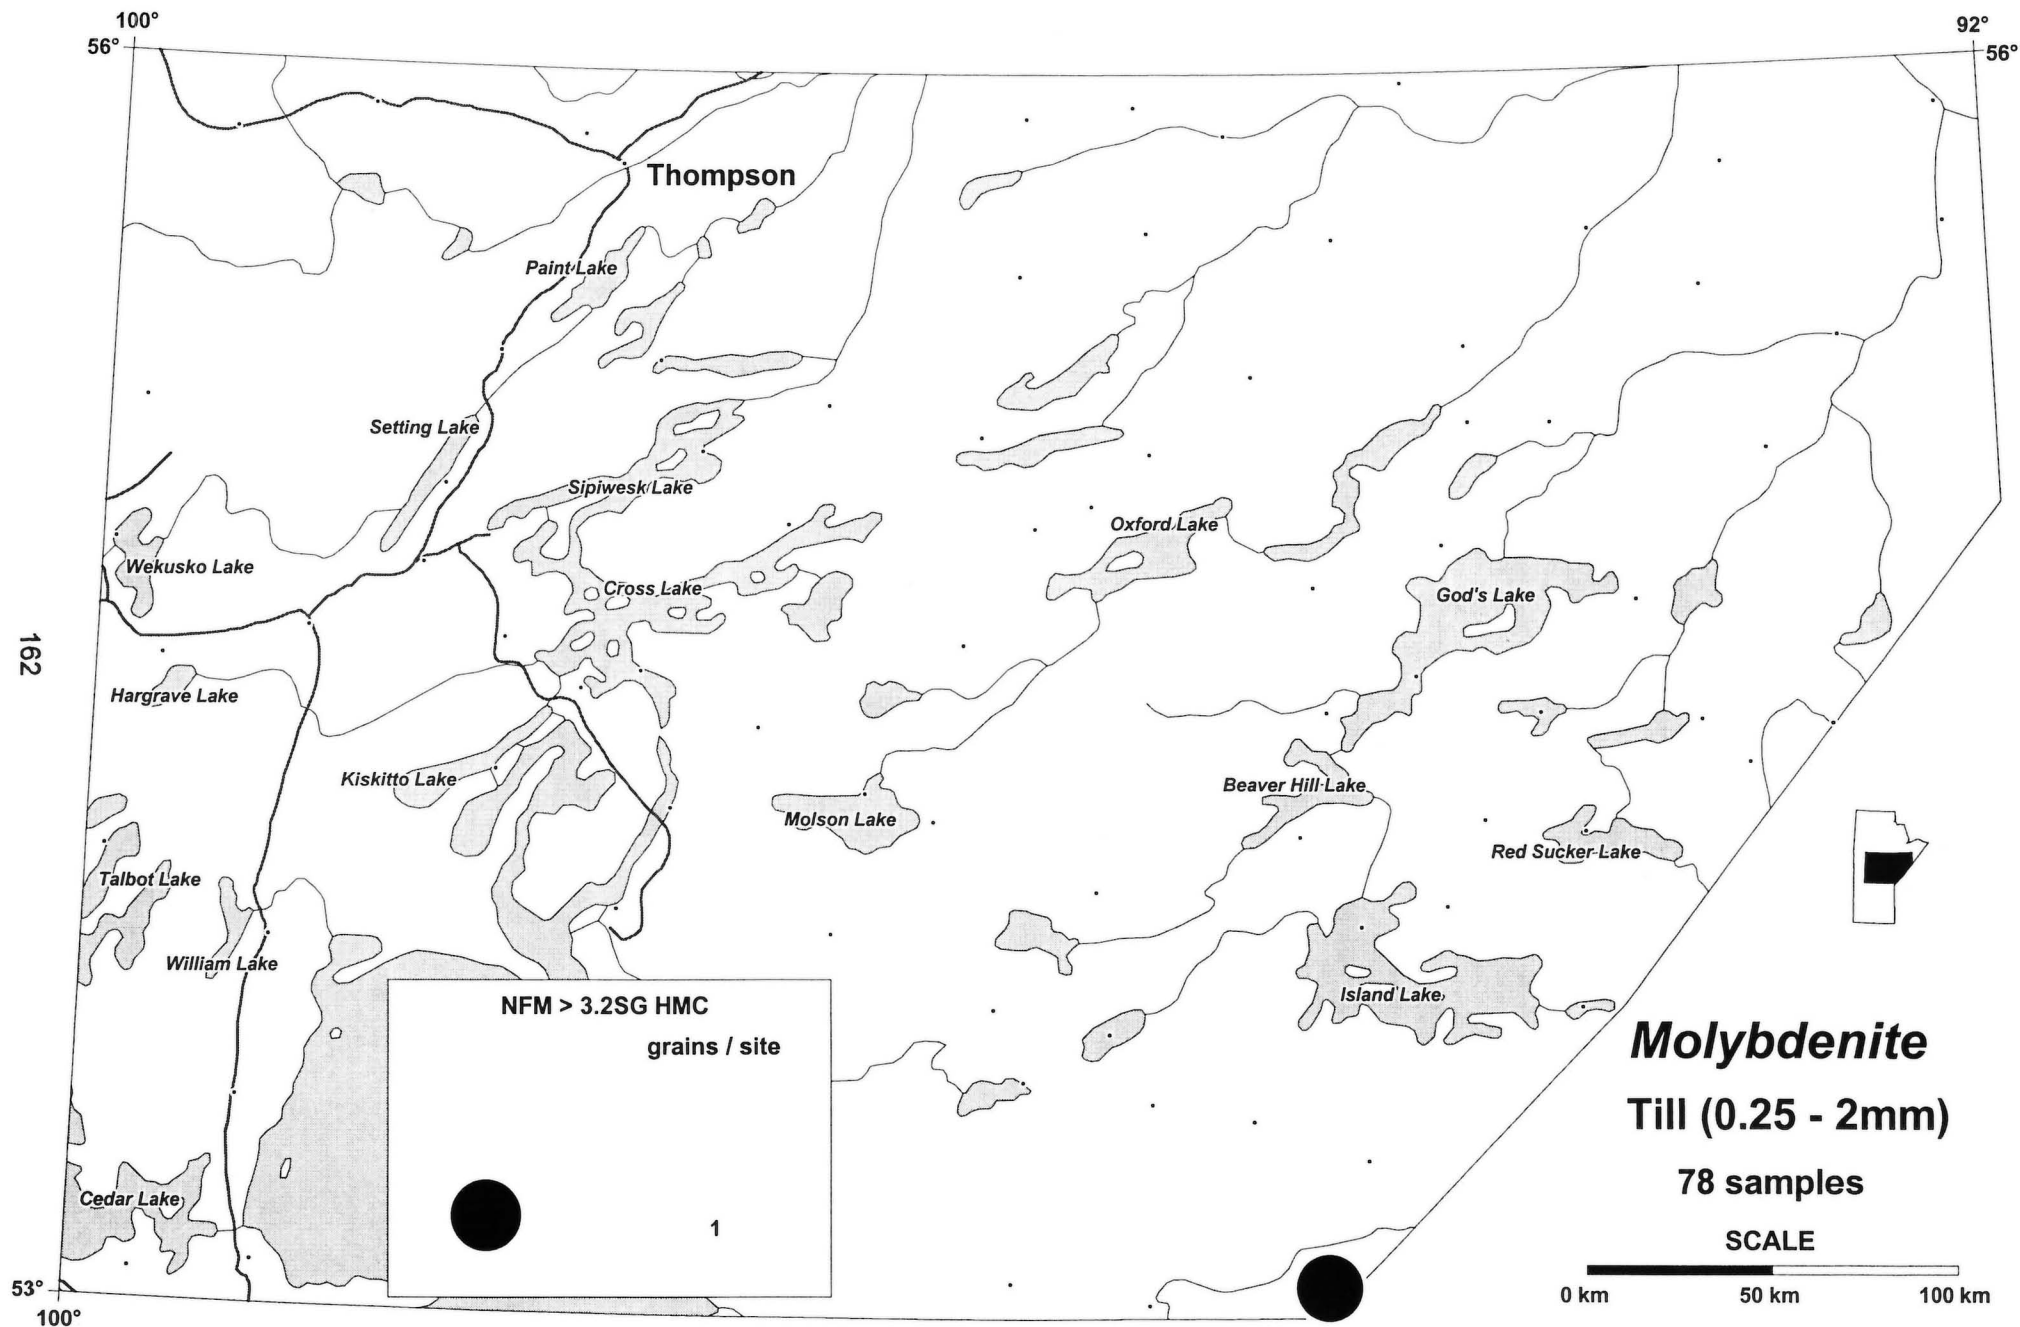 100°
92°
56°
56°
Thompson
Paint Lake
Setting Lake
Sipiwesk Lake
Oxford Lake
Wekusko Lake
Cross Lake
God's Lake
162
Hargrave Lake
Kiskitto Lake
Beaver Hill Lake
Molson Lake
Red Sucker Lake
Talbot Lake
William Lake
Island Lake
NFM > 3.2SG HMC
grains / site
1
Molybdenite
Till (0.25 - 2mm)
78 samples
SCALE
0 km 50 km 100 km
Cedar Lake
53°
100°